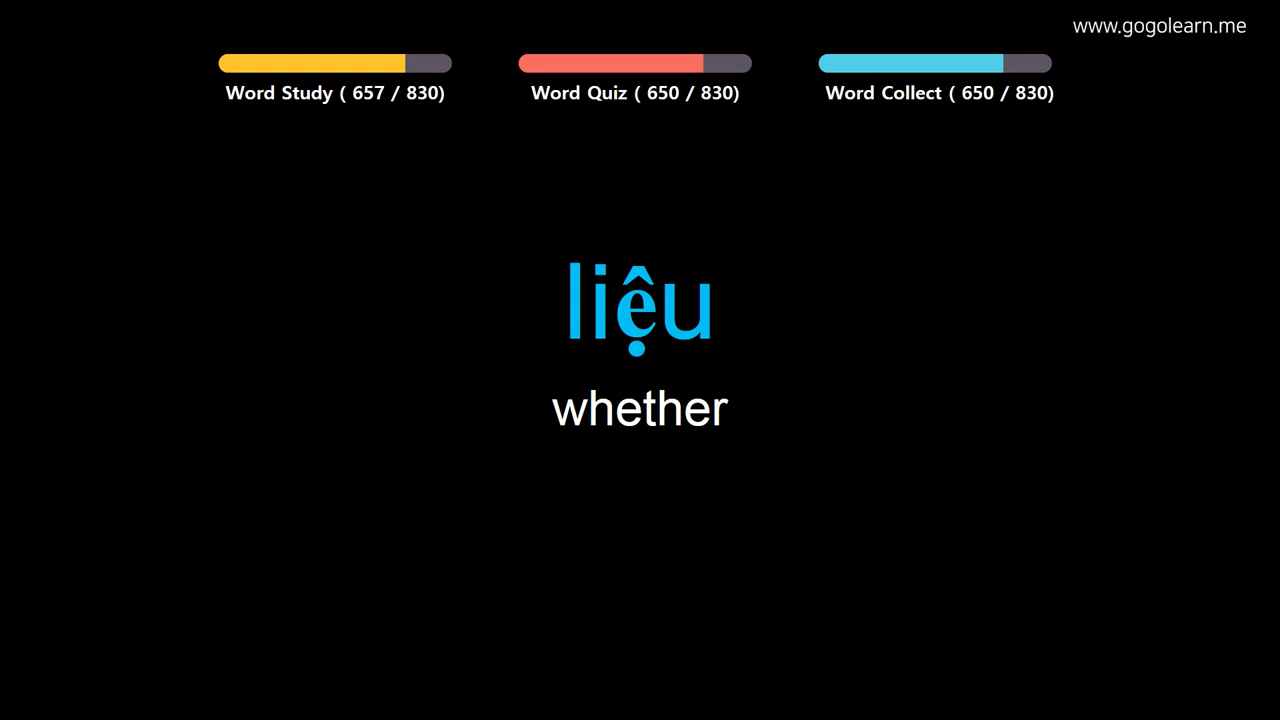 www.gogolearn.me
Word Study ( 657 / 830)
Word Quiz ( 650 / 830)
Word Collect ( 650 / 830)
liệu
whether